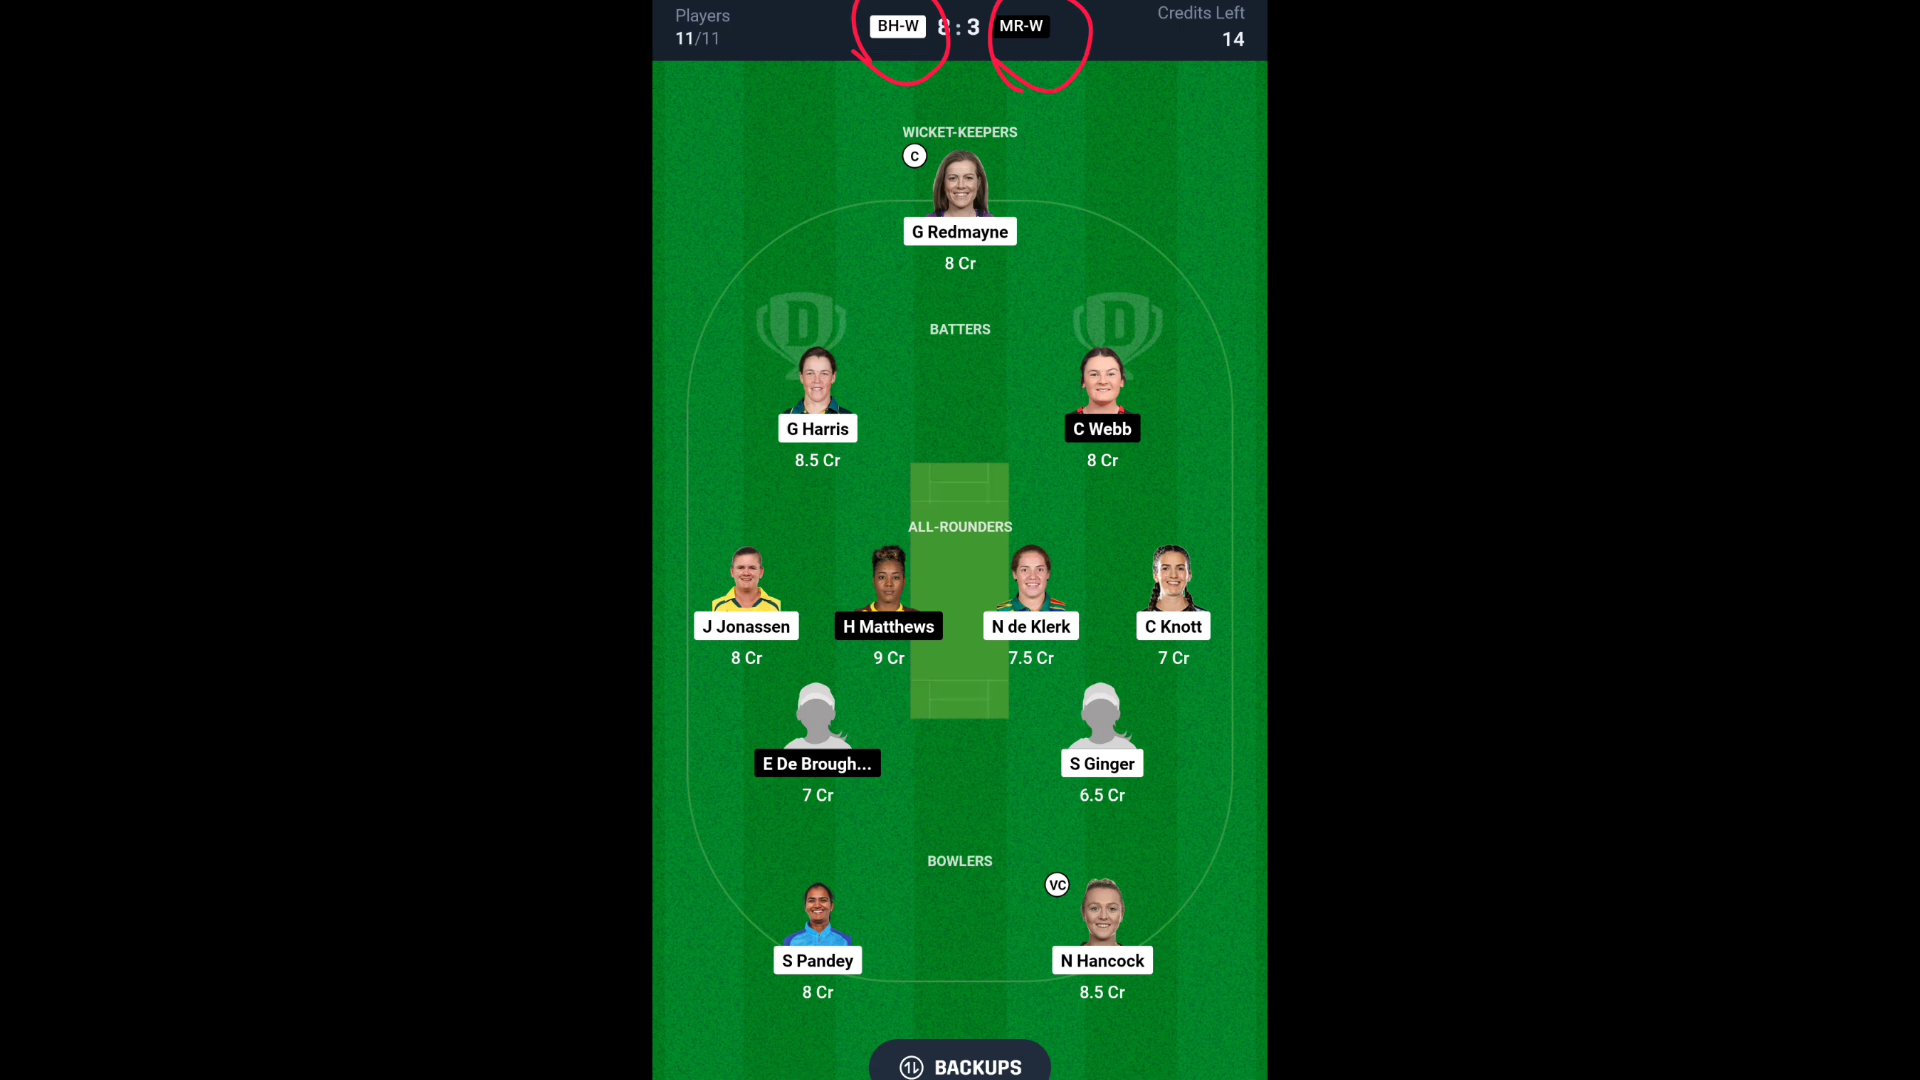 Players
11/11
BH-W 8 : 3 MR-W
Credits Left
14
WICKET-KEEPERS
C
G Redmayne
8 Cr
BATTERS
G Harris
8.5 Cr
C Webb
8 Cr
ALL-ROUNDERS
J Jonassen
8 Cr
H Matthews
9 Cr
N de Klerk
7.5 Cr
C Knott
7 Cr
E De Brough...
7 Cr
S Ginger
6.5 Cr
BOWLERS
S Pandey
8 Cr
VC
N Hancock
8.5 Cr
BACKUPS